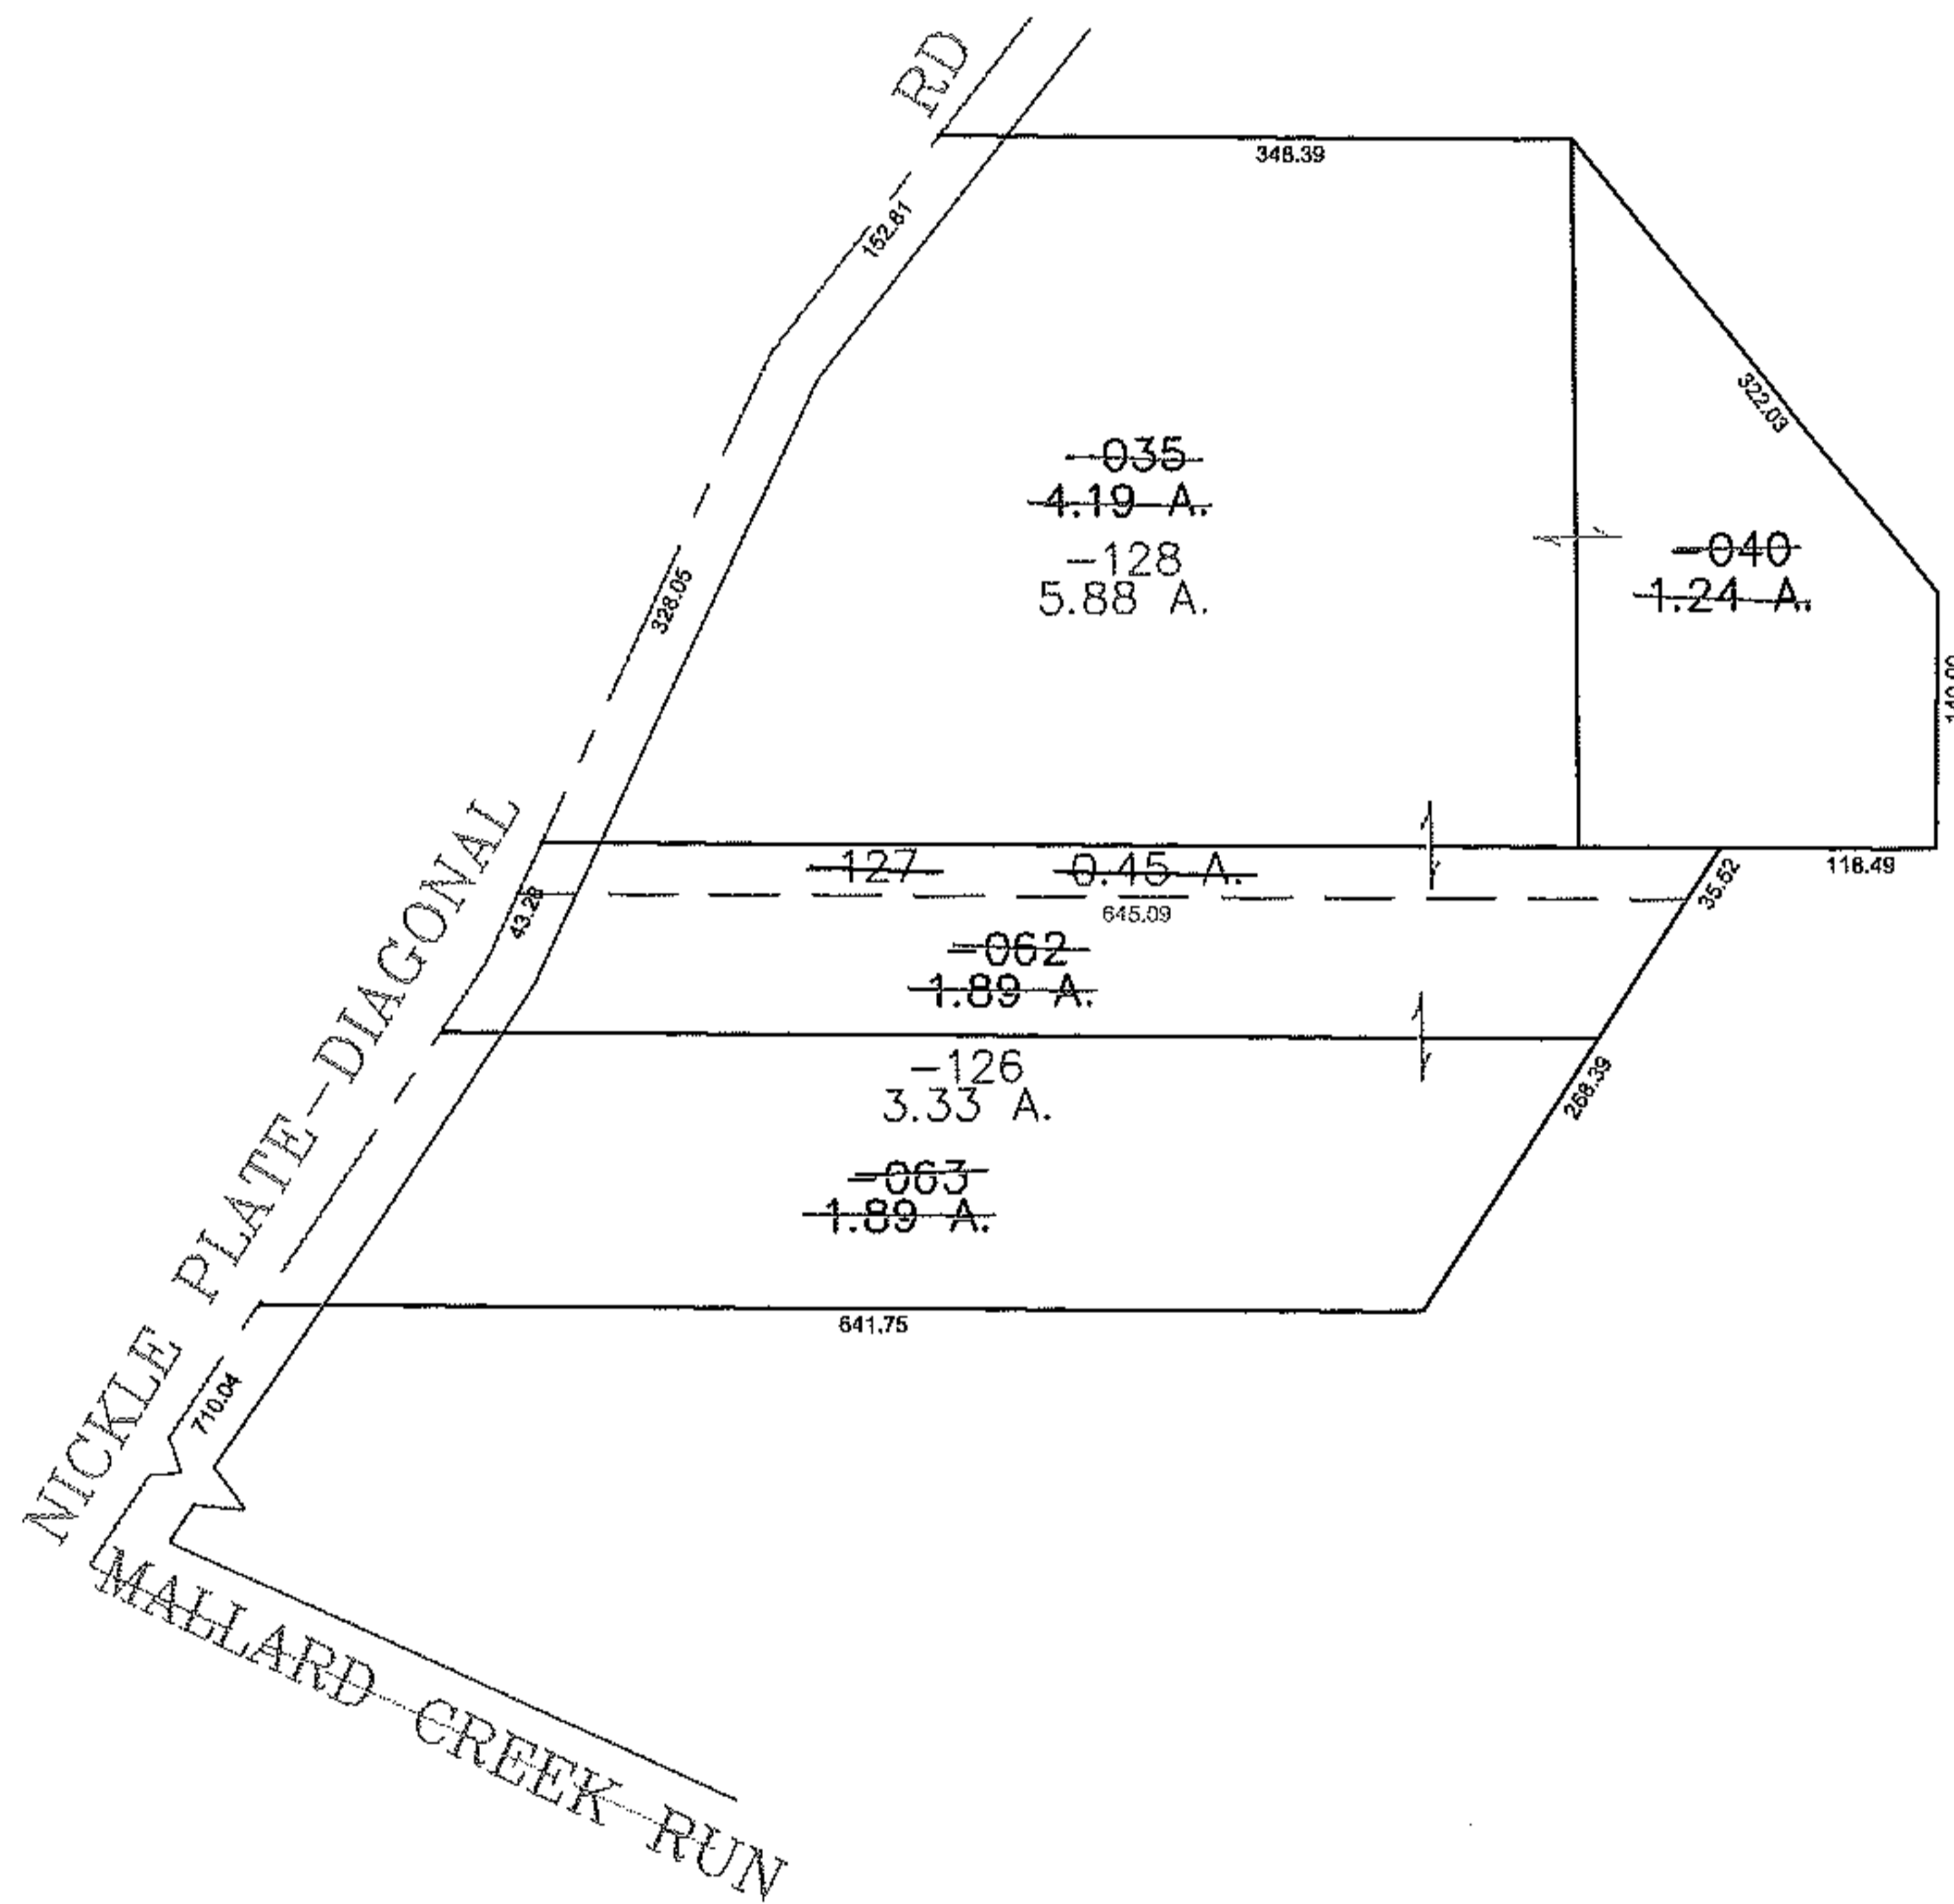 RD
348.39
152.81
322.03
-035
4.19 A.
-128
5.88 A.
-040
1.24 A.
328.05
-127 0.45 A.
118.49
35.52
43.28
645.09
-062
1.89 A.
-126
3.33 A.
268.39
-063
1.89 A.
641.75
710.04
NICKLE PLATE-DIAGONAL
MALLARD CREEK RUN